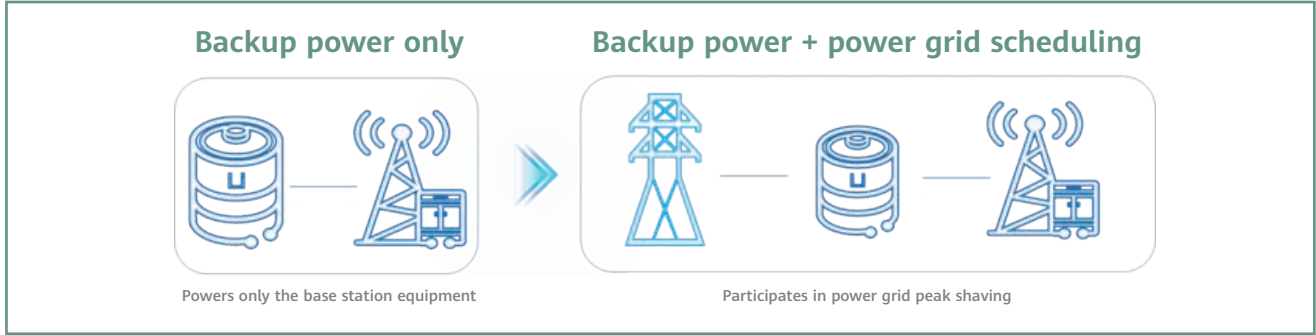 Backup power only
Backup power + power grid scheduling
Powers only the base station equipment
Participates in power grid peak shaving